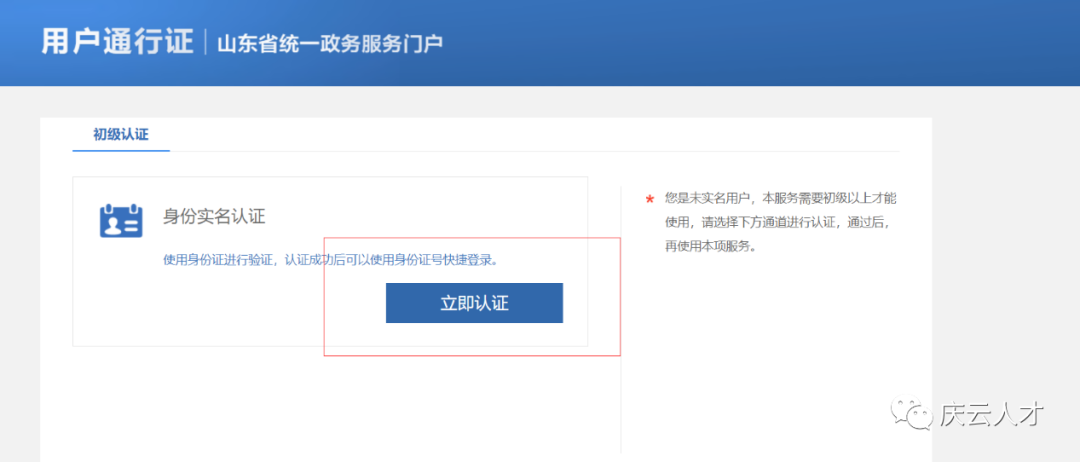 用户通行证 山东省统一政务服务门户
初级认证
身份实名认证
使用身份证进行验证，认证成功后可以使用身份证号快捷登录。
立即认证
* 您是未实名用户，本服务需要初级以上才能
使用，请选择下方通道进行认证，通过后，
再使用本项服务。
庆云人才